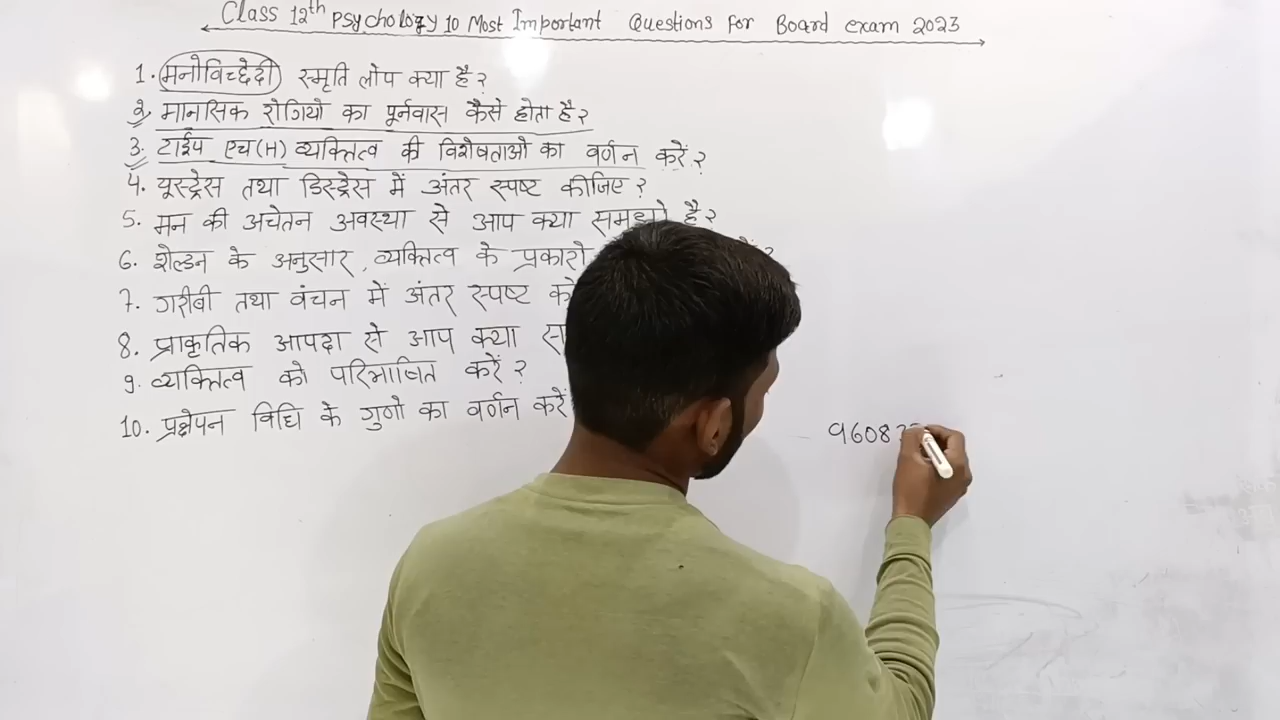 Class 12th Psychology 10 Most Important Questions For Board exam 2023
1. मनोविच्छेदी स्मृति लोप क्या है ?
2. मानसिक रोगियो का पूर्नवास कैसे होता है ?
3. टाईप एच (H) व्यक्तित्व की विशेषताओ का वर्णन करें ?
4. यूस्ट्रेस तथा डिस्ट्रेस में अंतर स्पष्ट कीजिए ?
5. मन की अचेतन अवस्था से आप क्या समझते है ?
6. शेल्डन के अनुसार, व्यक्तित्व के प्रकारो
7. गरीबी तथा वंचन में अंतर स्पष्ट
8. प्राकृतिक आपदा से आप क्या
9. व्यक्तित्व को परिभाषित करें ?
10. प्रक्षेपन विधि के गुणो का वर्णन करें
96082